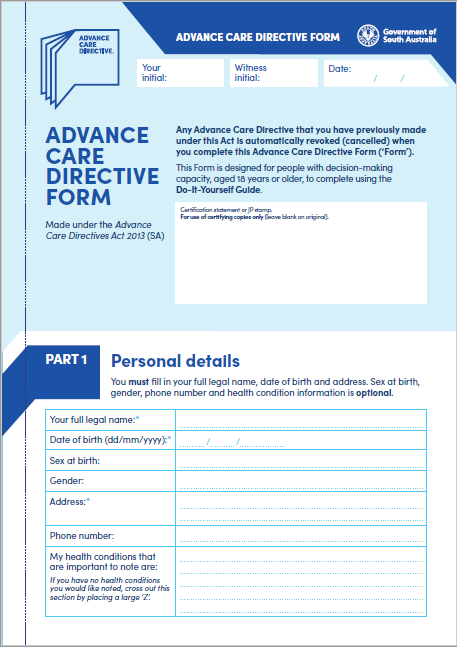 ADVANCE
CARE
DIRECTIVE.
ADVANCE CARE DIRECTIVE FORM
Government of
South Australia
Your
initial:
Witness
initial:
Date:
/ /
ADVANCE
CARE
DIRECTIVE
FORM
Made under the Advance
Care Directives Act 2013 (SA)
Any Advance Care Directive that you have previously made
under this Act is automatically revoked (cancelled) when
you complete this Advance Care Directive Form (‘Form’).
This Form is designed for people with decision-making
capacity, aged 18 years or older, to complete using the
Do-It-Yourself Guide.
Certification statement or JP stamp.
For use of certifying copies only (leave blank on original).
PART 1
Personal details
You must fill in your full legal name, date of birth and address. Sex at birth,
gender, phone number and health condition information is optional.
Your full legal name:*
Date of birth (dd/mm/yyyy):* / /
Sex at birth:
Gender:
Address:*
Phone number:
My health conditions that
are important to note are:
If you have no health conditions
you would like noted, cross out this
section by placing a large ‘Z’.